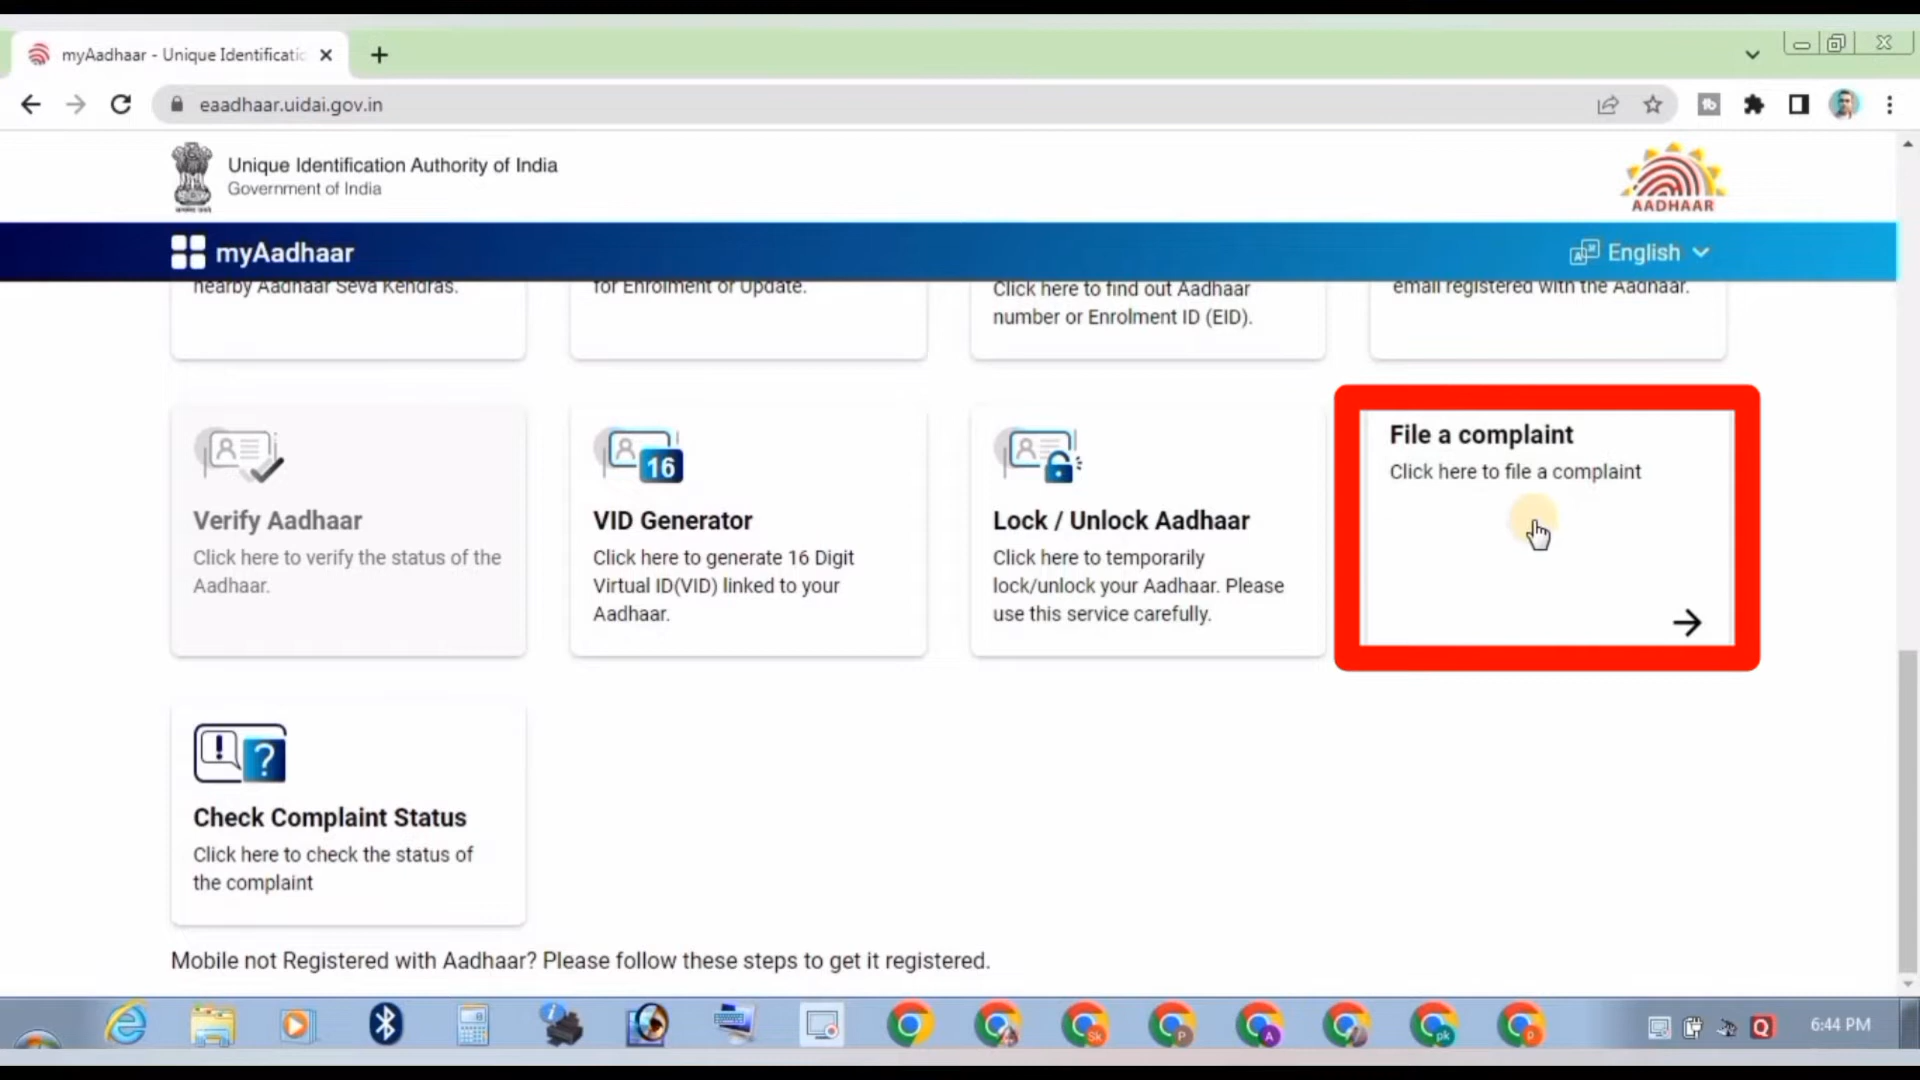 myAadhaar - Unique Identificatic
eaadhaar.uidai.gov.in
Unique Identification Authority of India
Government of India
AADHAAR
myAadhaar
English
nearby Aadhaar Seva Kendras.
for Enrolment or Update.
Click here to find out Aadhaar
number or Enrolment ID (EID).
email registered with the Aadhaar.
Verify Aadhaar
Click here to verify the status of the
Aadhaar.
16
VID Generator
Click here to generate 16 Digit
Virtual ID(VID) linked to your
Aadhaar.
Lock / Unlock Aadhaar
Click here to temporarily
lock/unlock your Aadhaar. Please
use this service carefully.
File a complaint
Click here to file a complaint
Check Complaint Status
Click here to check the status of
the complaint
Mobile not Registered with Aadhaar? Please follow these steps to get it registered.
Sk
P
A
pk
P
Q
6:44 PM